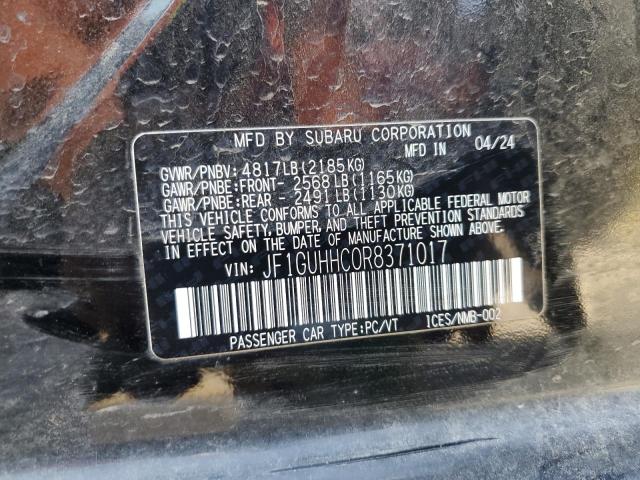 MFD BY SUBARU CORPORATION
MFD IN 04/24
GVWR/PNBV: 4817LB(2185KG)
GAWR/PNBE:FRONT- 2568LB(1165KG)
GAWR/PNBE:REAR - 2491LB(1130KG)
THIS VEHICLE CONFORMS TO ALL APPLICABLE FEDERAL MOTOR
VEHICLE SAFETY, BUMPER, AND THEFT PREVENTION STANDARDS
IN EFFECT ON THE DATE OF MANUFACTURE SHOWN ABOVE.
VIN: JF1GUHHC0R8371017
PASSENGER CAR TYPE:PC/VT ICES/NMB-002